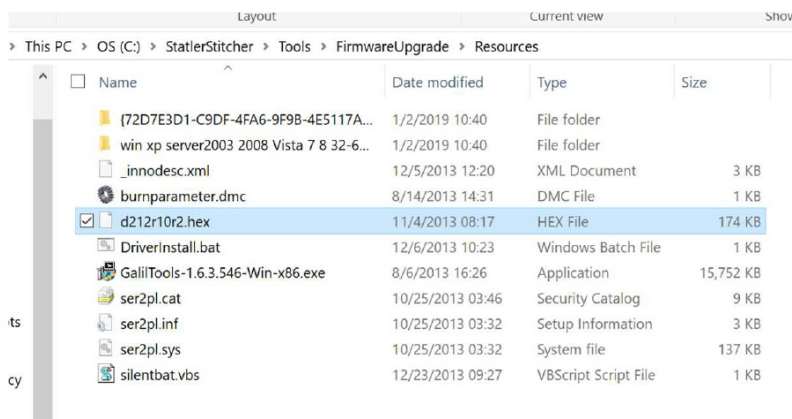 Layout Current view Show
> This PC > OS (C:) > StatlerStitcher > Tools > FirmwareUpgrade > Resources
Name Date modified Type Size
{72D7E3D1-C9DF-4FA6-9F9B-4E5117A... 1/2/2019 10:40 File folder
win xp server2003 2008 Vista 7 8 32-6... 1/2/2019 10:40 File folder
_innodesc.xml 12/5/2013 12:20 XML Document 3 KB
burnparameter.dmc 8/14/2013 14:31 DMC File 1 KB
d212r10r2.hex 11/4/2013 08:17 HEX File 174 KB
DriverInstall.bat 12/6/2013 10:23 Windows Batch File 1 KB
GalilTools-1.6.3.546-Win-x86.exe 8/6/2013 16:26 Application 15,752 KB
ser2pl.cat 10/25/2013 03:46 Security Catalog 9 KB
ts ser2pl.inf 10/25/2013 03:32 Setup Information 3 KB
ser2pl.sys 10/25/2013 03:32 System file 137 KB
cy silentbat.vbs 12/23/2013 09:27 VBScript Script File 1 KB